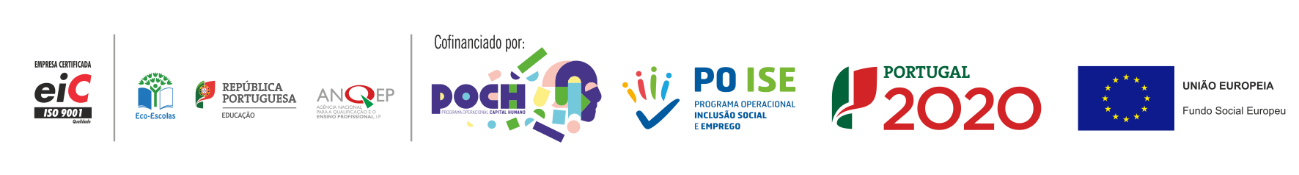 EMPRESA CERTIFICADA
eiC
ISO 9001
Qualidade
Eco-Escolas
REPÚBLICA
PORTUGUESA
EDUCAÇÃO
ANQEP
AGÊNCIA NACIONAL
PARA A QUALIFICAÇÃO E O
ENSINO PROFISSIONAL, I.P.
Cofinanciado por:
POCH
PROGRAMA OPERACIONAL CAPITAL HUMANO
PO ISE
PROGRAMA OPERACIONAL
INCLUSÃO SOCIAL
E EMPREGO
PORTUGAL
2020
UNIÃO EUROPEIA
Fundo Social Europeu